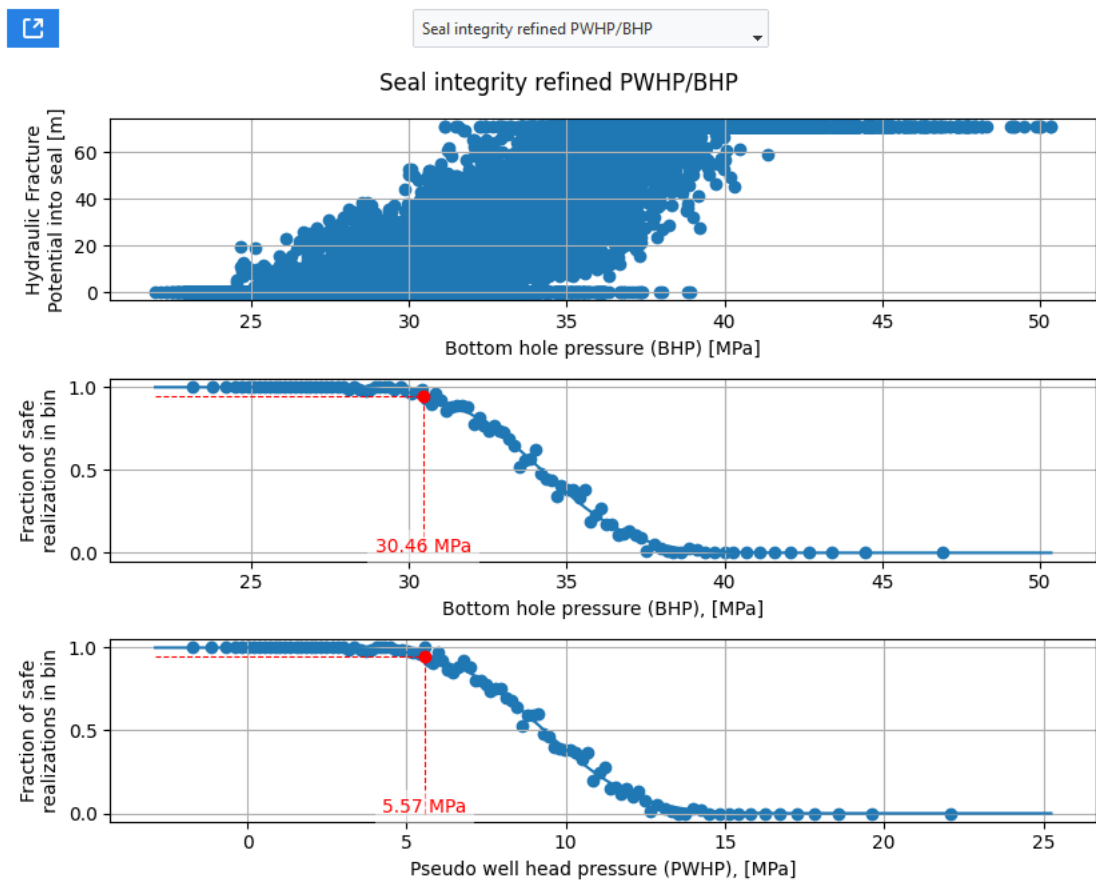 Seal integrity refined PWHP/BHP
Seal integrity refined PWHP/BHP
Hydraulic Fracture
Potential into seal [m]
60
40
20
0
25 30 35 40 45 50
Bottom hole pressure (BHP) [MPa]
Fraction of safe
realizations in bin
1.0
0.5
0.0
30.46 MPa
25 30 35 40 45 50
Bottom hole pressure (BHP), [MPa]
Fraction of safe
realizations in bin
1.0
0.5
0.0
5.57 MPa
0 5 10 15 20 25
Pseudo well head pressure (PWHP), [MPa]